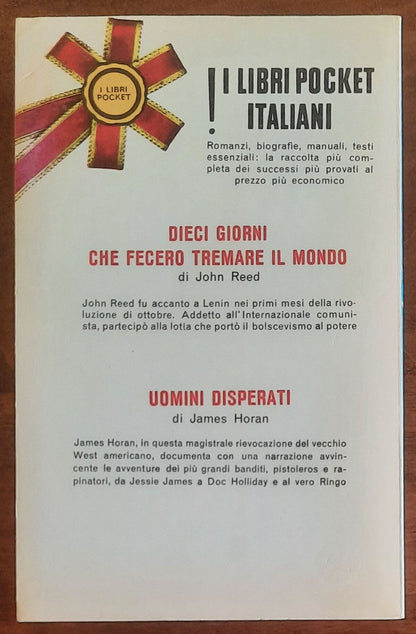 I LIBRI
POCKET
! I LIBRI POCKET
ITALIANI
Romanzi, biografie, manuali, testi
essenziali: la raccolta più com-
pleta dei successi più provati al
prezzo più economico
DIECI GIORNI
CHE FECERO TREMARE IL MONDO
di John Reed
John Reed fu accanto a Lenin nei primi mesi della rivo-
luzione di ottobre. Addetto all'Internazionale comuni-
sta, partecipò alla lotta che portò il bolscevismo al potere
UOMINI DISPERATI
di James Horan
James Horan, in questa magistrale rievocazione del vecchio
West americano, documenta con una narrazione avvin-
cente le avventure dei più grandi banditi, pistoleros e ra-
pinatori, da Jessie James a Doc Holliday e al vero Ringo